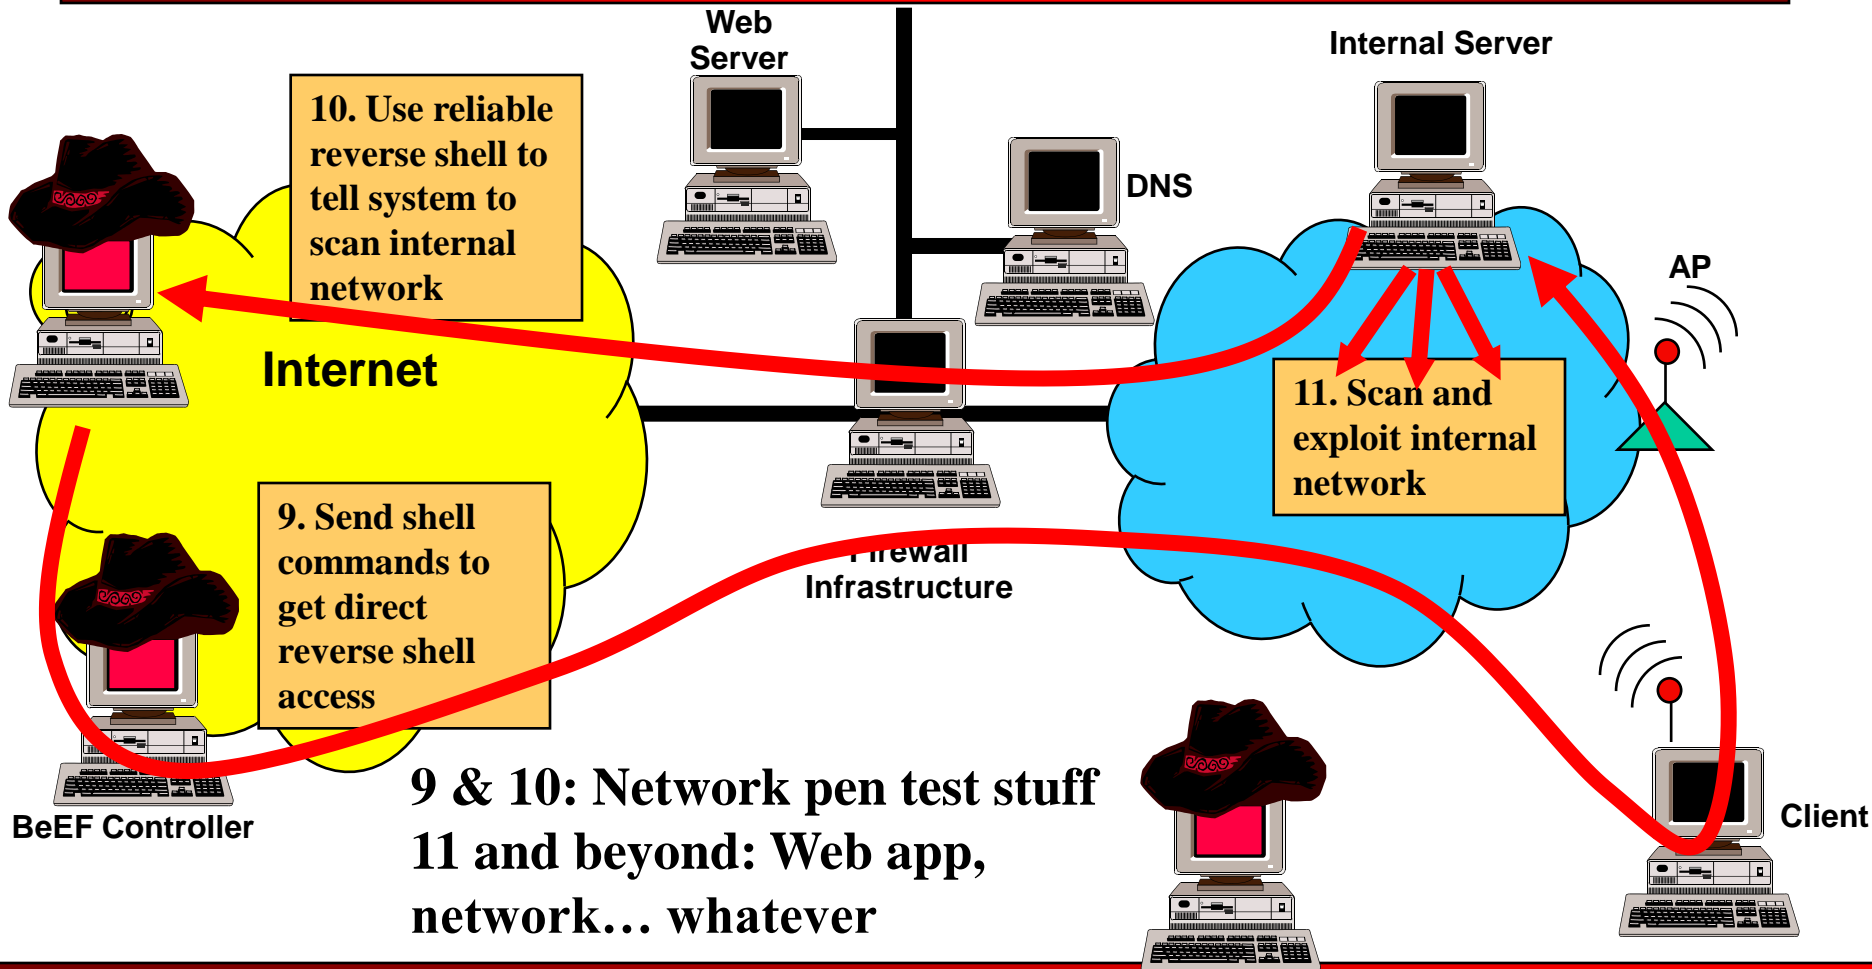 Web
Server
Internal Server
10. Use reliable
reverse shell to
tell system to
scan internal
network
DNS
AP
Internet
11. Scan and
exploit internal
network
9. Send shell
commands to
get direct
reverse shell
access
Firewall
Infrastructure
BeEF Controller
Client
9 & 10: Network pen test stuff
11 and beyond: Web app,
network… whatever